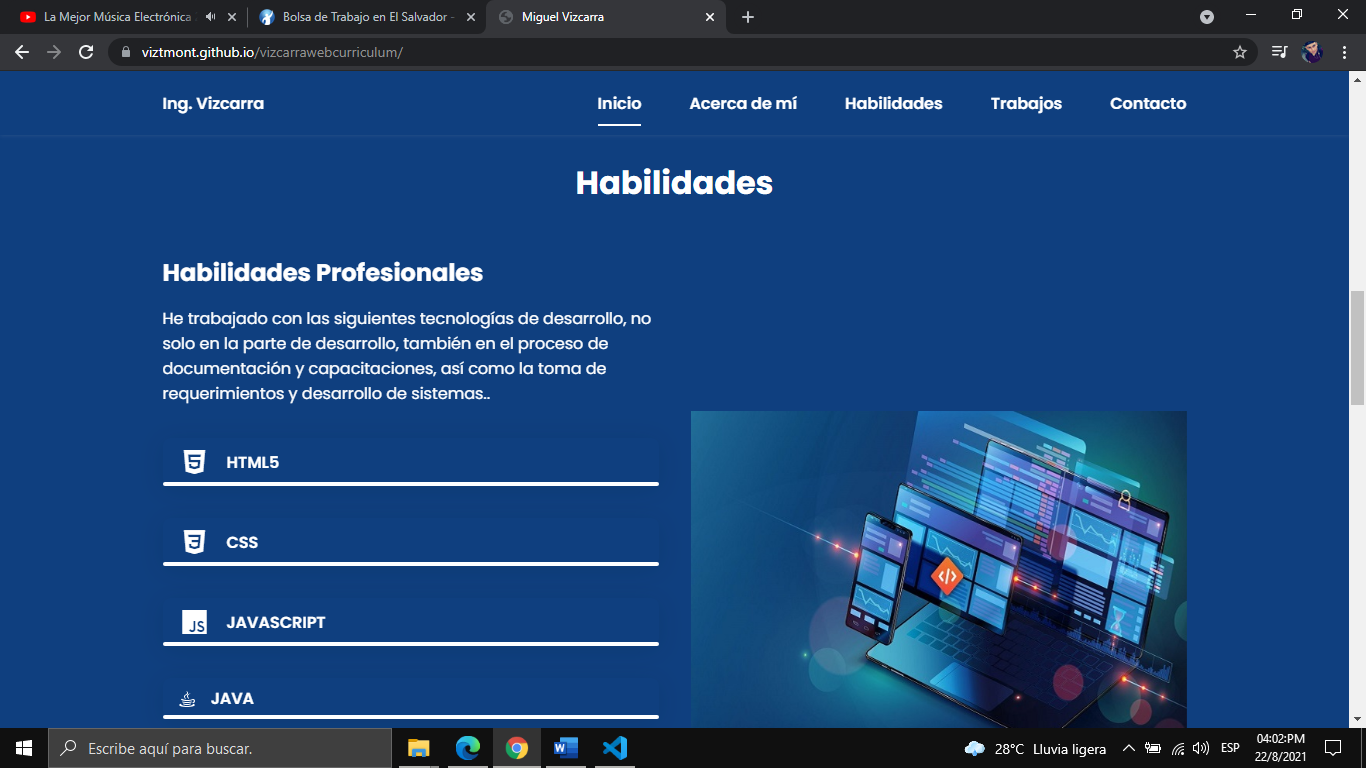 La Mejor Música Electrónica
Bolsa de Trabajo en El Salvador -
Miguel Vizcarra
viztmont.github.io/vizcarrawebcurriculum/
Ing. Vizcarra
Inicio
Acerca de mí
Habilidades
Trabajos
Contacto
Habilidades
Habilidades Profesionales
He trabajado con las siguientes tecnologías de desarrollo, no
solo en la parte de desarrollo, también en el proceso de
documentación y capacitaciones, así como la toma de
requerimientos y desarrollo de sistemas..
HTML5
CSS
JS
JAVASCRIPT
JAVA
</>
Escribe aquí para buscar.
28°C Lluvia ligera
ESP
04:02:PM
22/8/2021